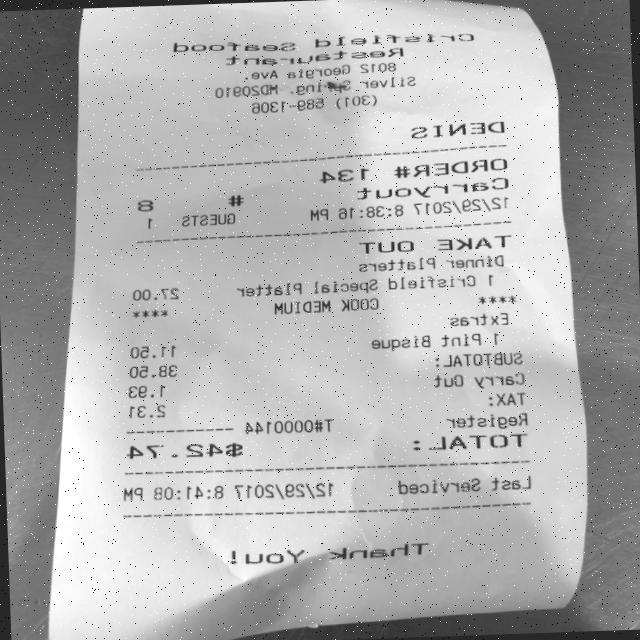 Crisfield Seafood
Restaurant
8012 Georgia Ave.
Silver Spring, MD20910
(301) 589-1306
DENIS
ORDER# 134 # 8
Carryout GUESTS 1
12/29/2017 8:38:16 PM
TAKE OUT
Dinner Platters
1 Crisfield Special Platter 27.00
**** COOK MEDIUM ****
Extras
1 Pint Bisque 11.50
SUBTOTAL: 38.50
Carry Out 1.93
TAX: 2.31
Register T#0000144
TOTAL: $42.74
Last Serviced 12/29/2017 8:41:08 PM
Thank You!